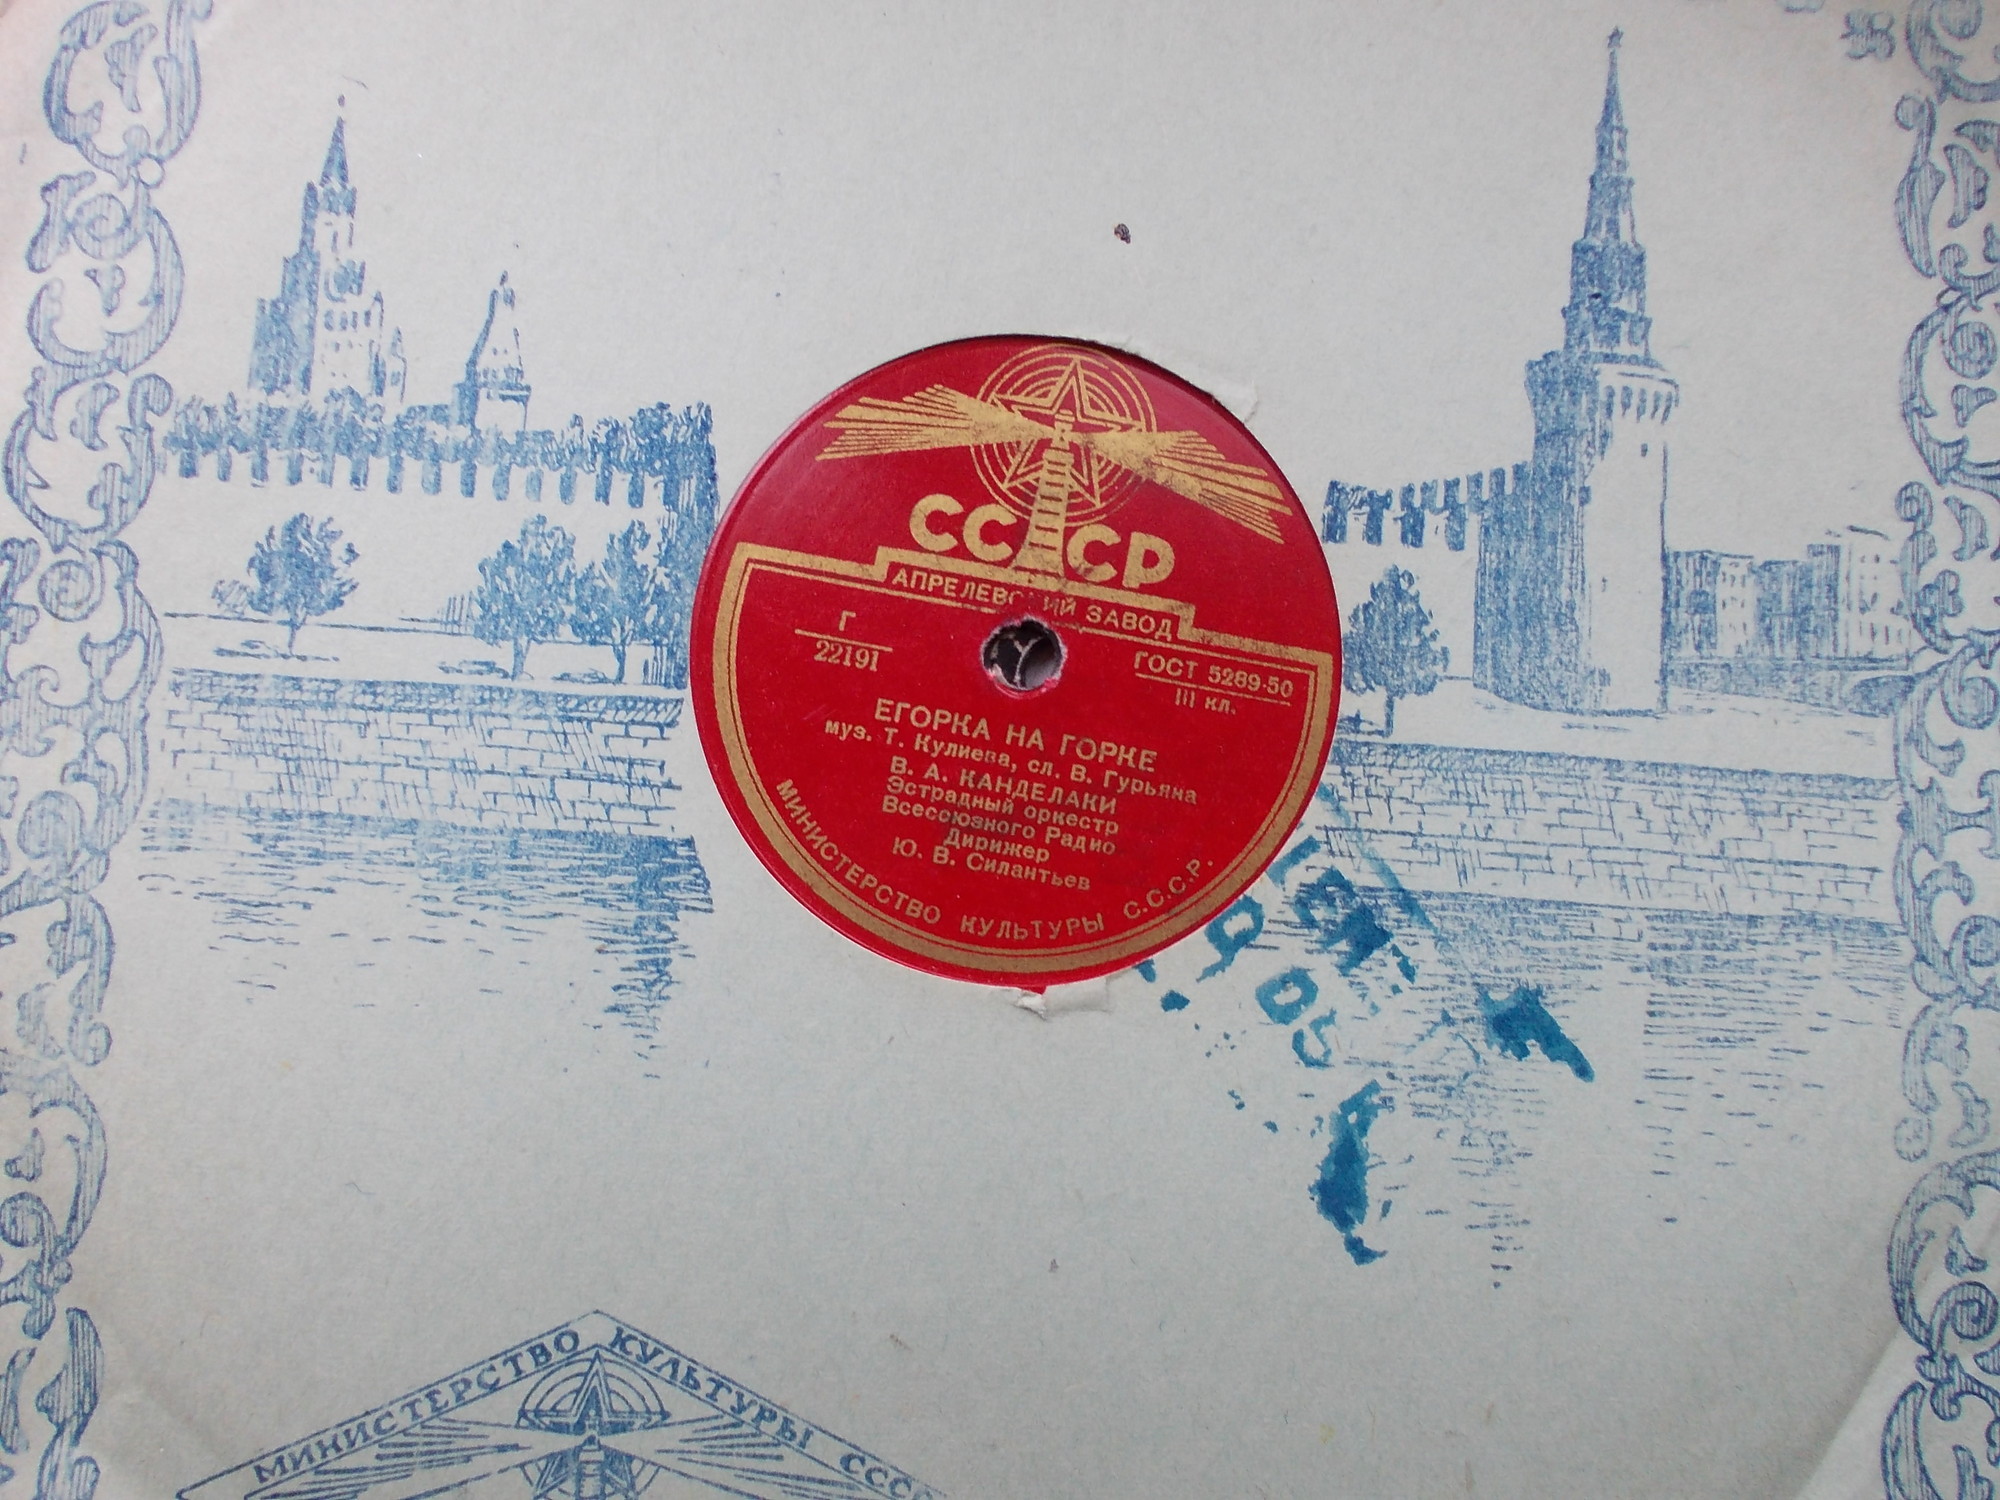 СССР
АПРЕЛЕВСКИЙ ЗАВОД
Г
22191
ГОСТ 5289-50
III кл.
ЕГОРКА НА ГОРКЕ
муз. Т. Кулиева, сл. В. Гурьяна
В. А. КАНДЕЛАКИ
Эстрадный оркестр
Всесоюзного Радио
Дирижер
Ю. В. Силантьев
МИНИСТЕРСТВО КУЛЬТУРЫ С.С.С.Р.
МИНИСТЕРСТВО КУЛЬТУРЫ СССР